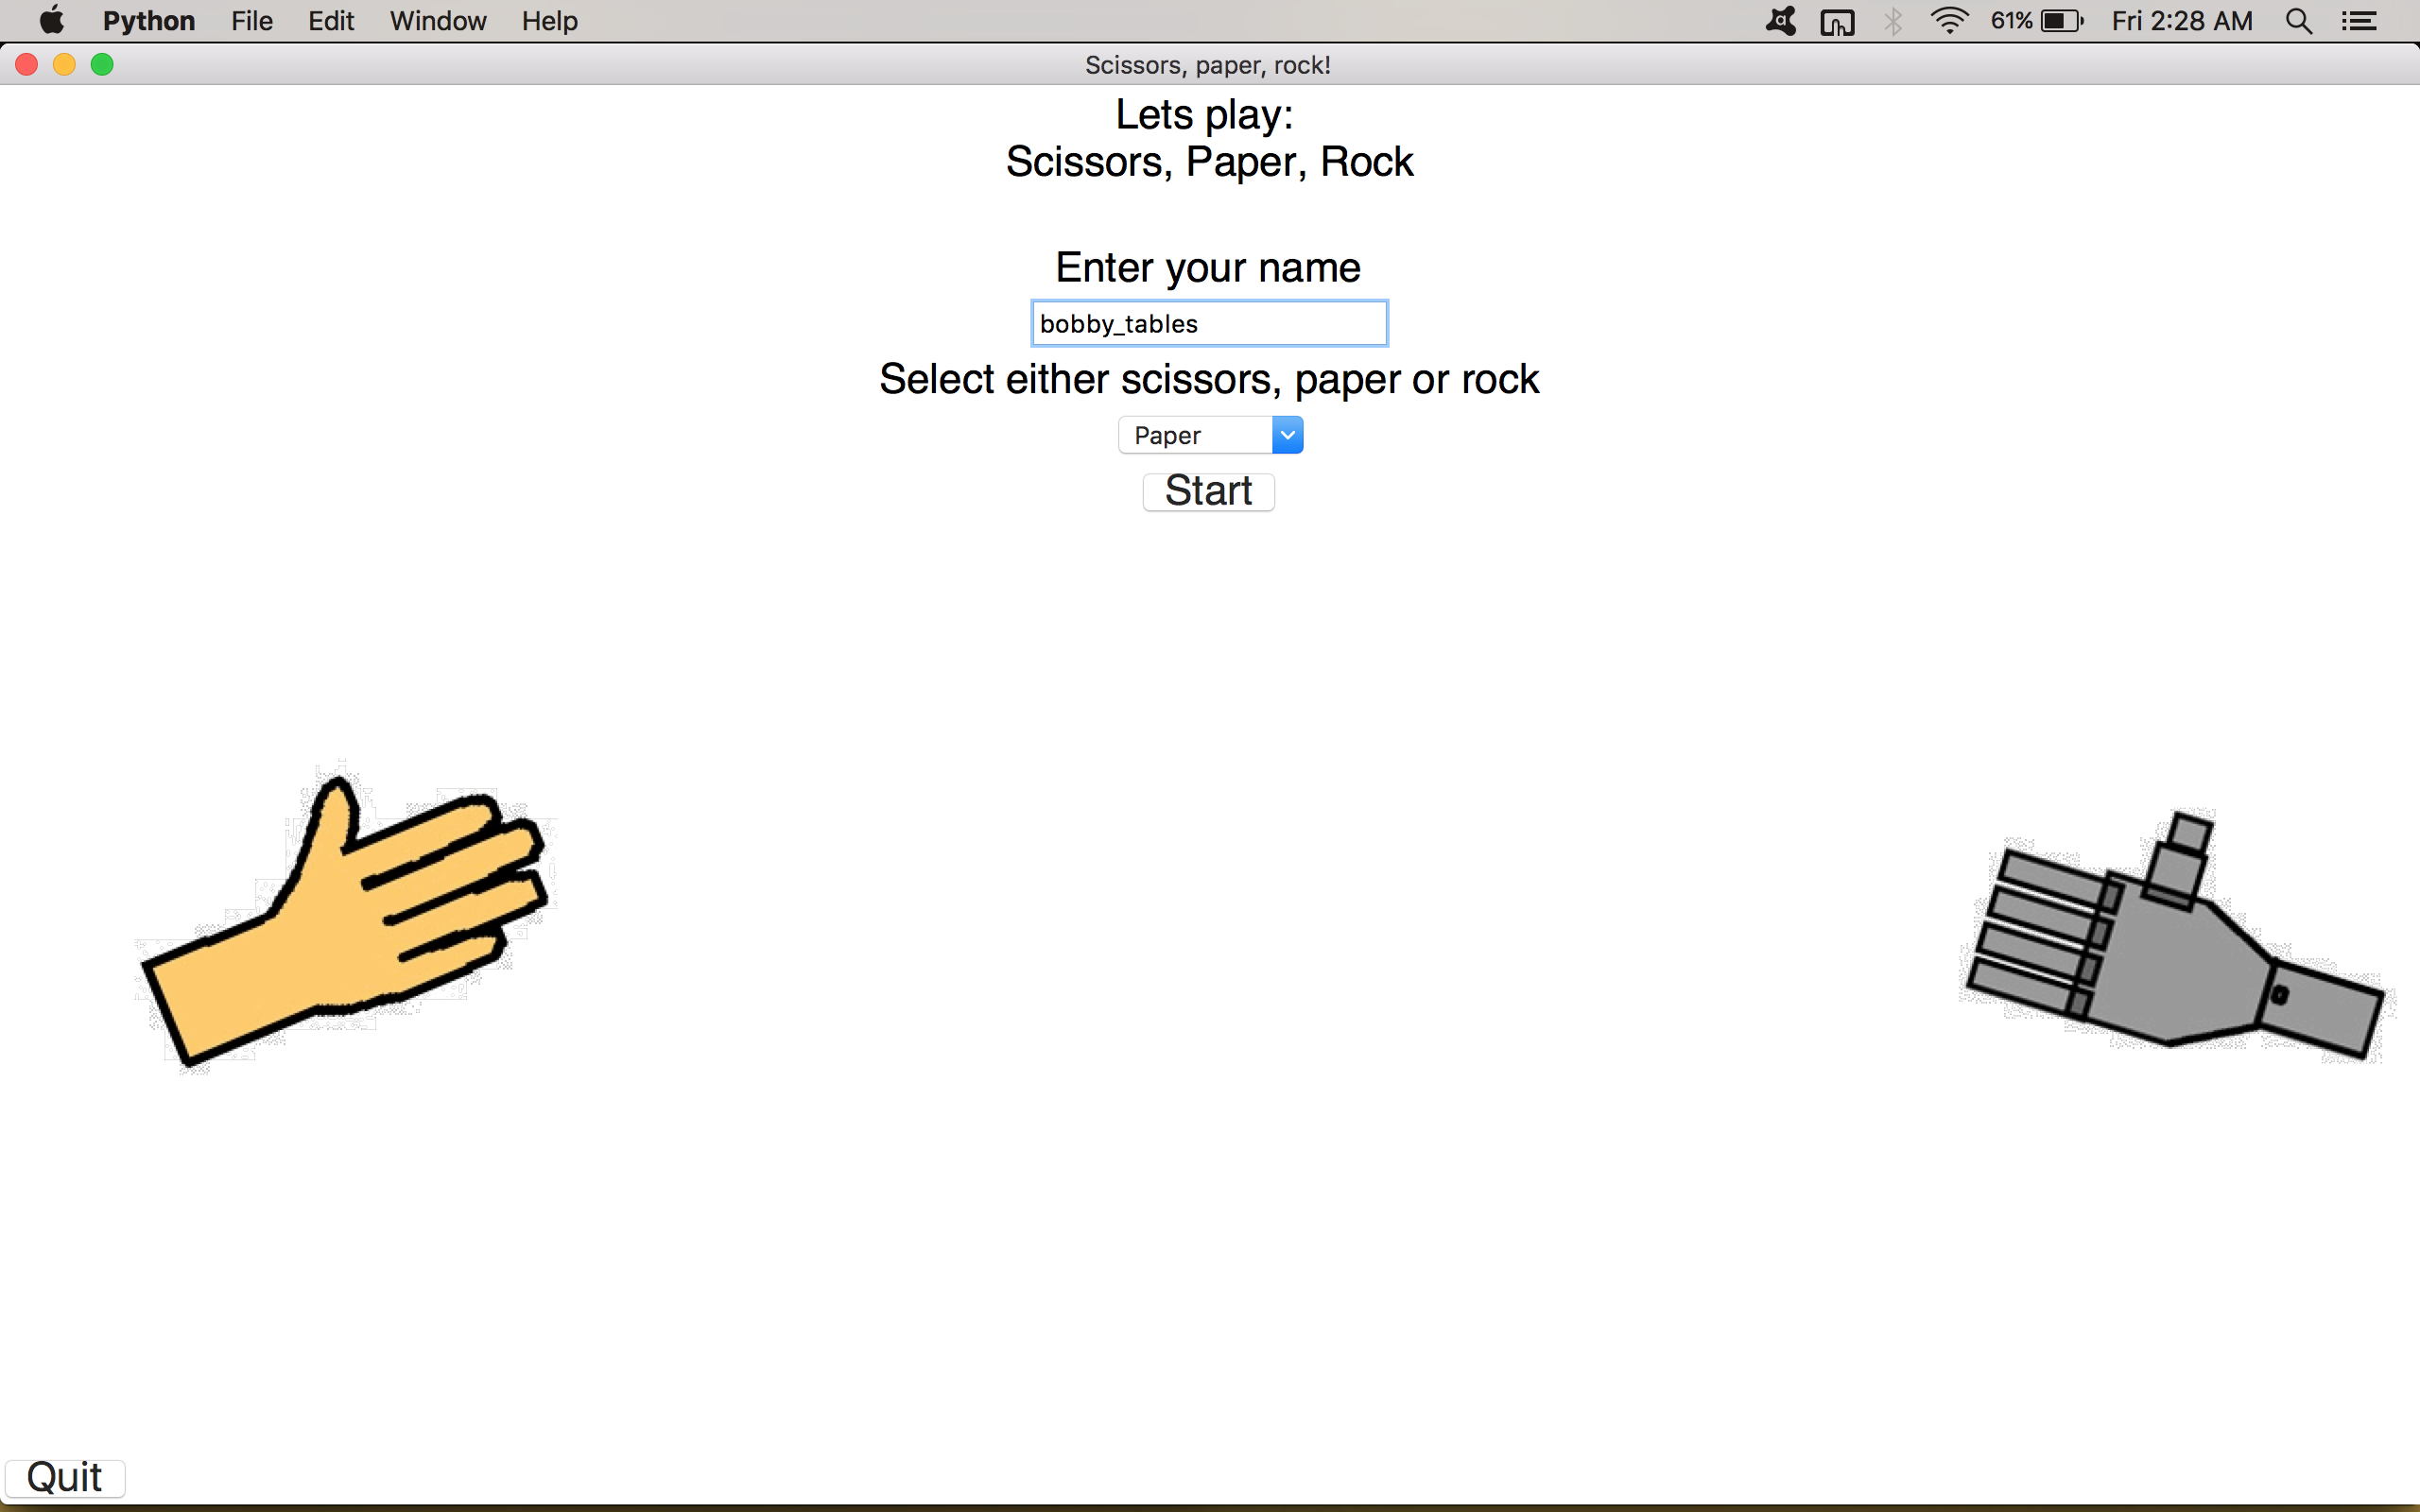 Python File Edit Window Help 61% Fri 2:28 AM
Scissors, paper, rock!
Lets play:
Scissors, Paper, Rock
Enter your name
bobby_tables
Select either scissors, paper or rock
Paper
Start
Quit